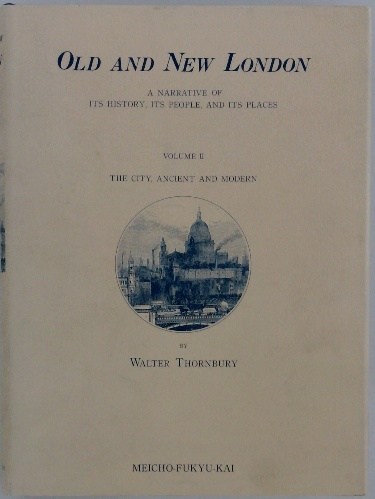 OLD AND NEW LONDON
A NARRATIVE OF
ITS HISTORY, ITS PEOPLE, AND ITS PLACES
VOLUME II
THE CITY, ANCIENT AND MODERN
BY
WALTER THORNBURY
MEICHO-FUKYU-KAI